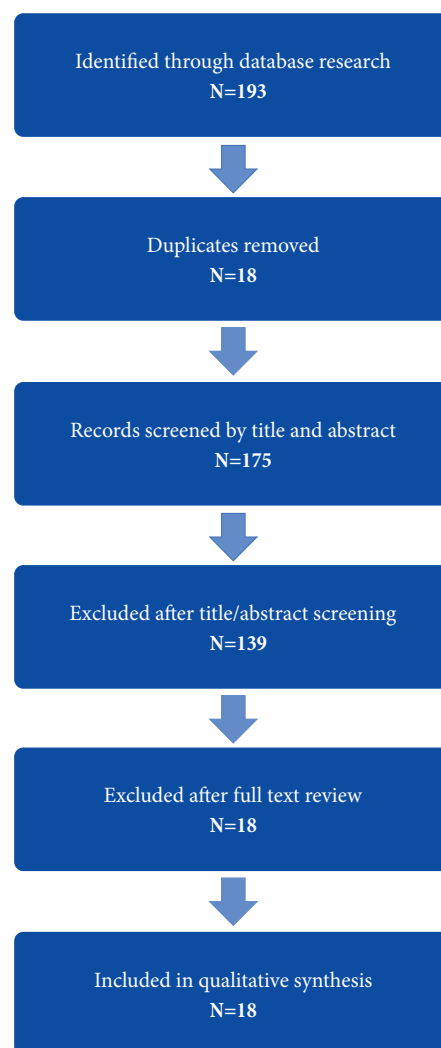 Identified through database research
N=193
Duplicates removed
N=18
Records screened by title and abstract
N=175
Excluded after title/abstract screening
N=139
Excluded after full text review
N=18
Included in qualitative synthesis
N=18